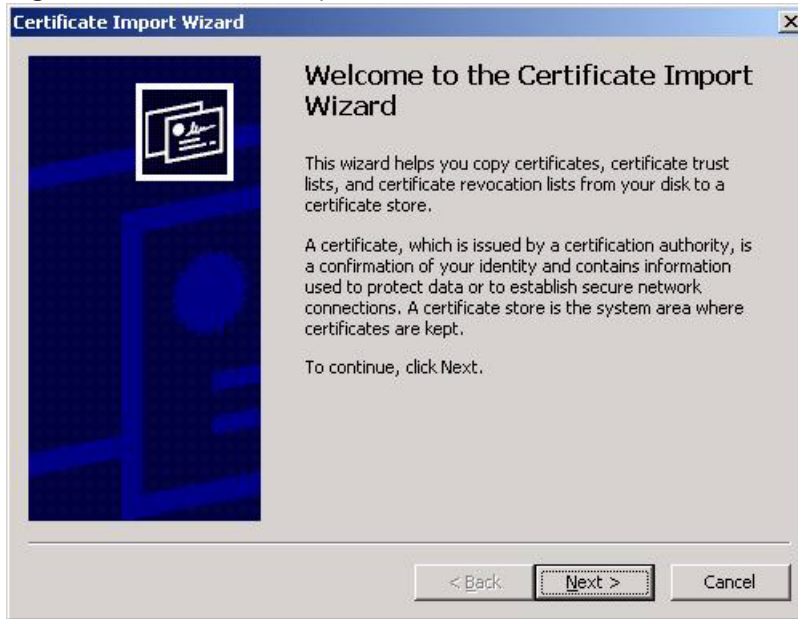 Certificate Import Wizard
Welcome to the Certificate Import
Wizard
This wizard helps you copy certificates, certificate trust
lists, and certificate revocation lists from your disk to a
certificate store.
A certificate, which is issued by a certification authority, is
a confirmation of your identity and contains information
used to protect data or to establish secure network
connections. A certificate store is the system area where
certificates are kept.
To continue, click Next.
< Back
Next >
Cancel